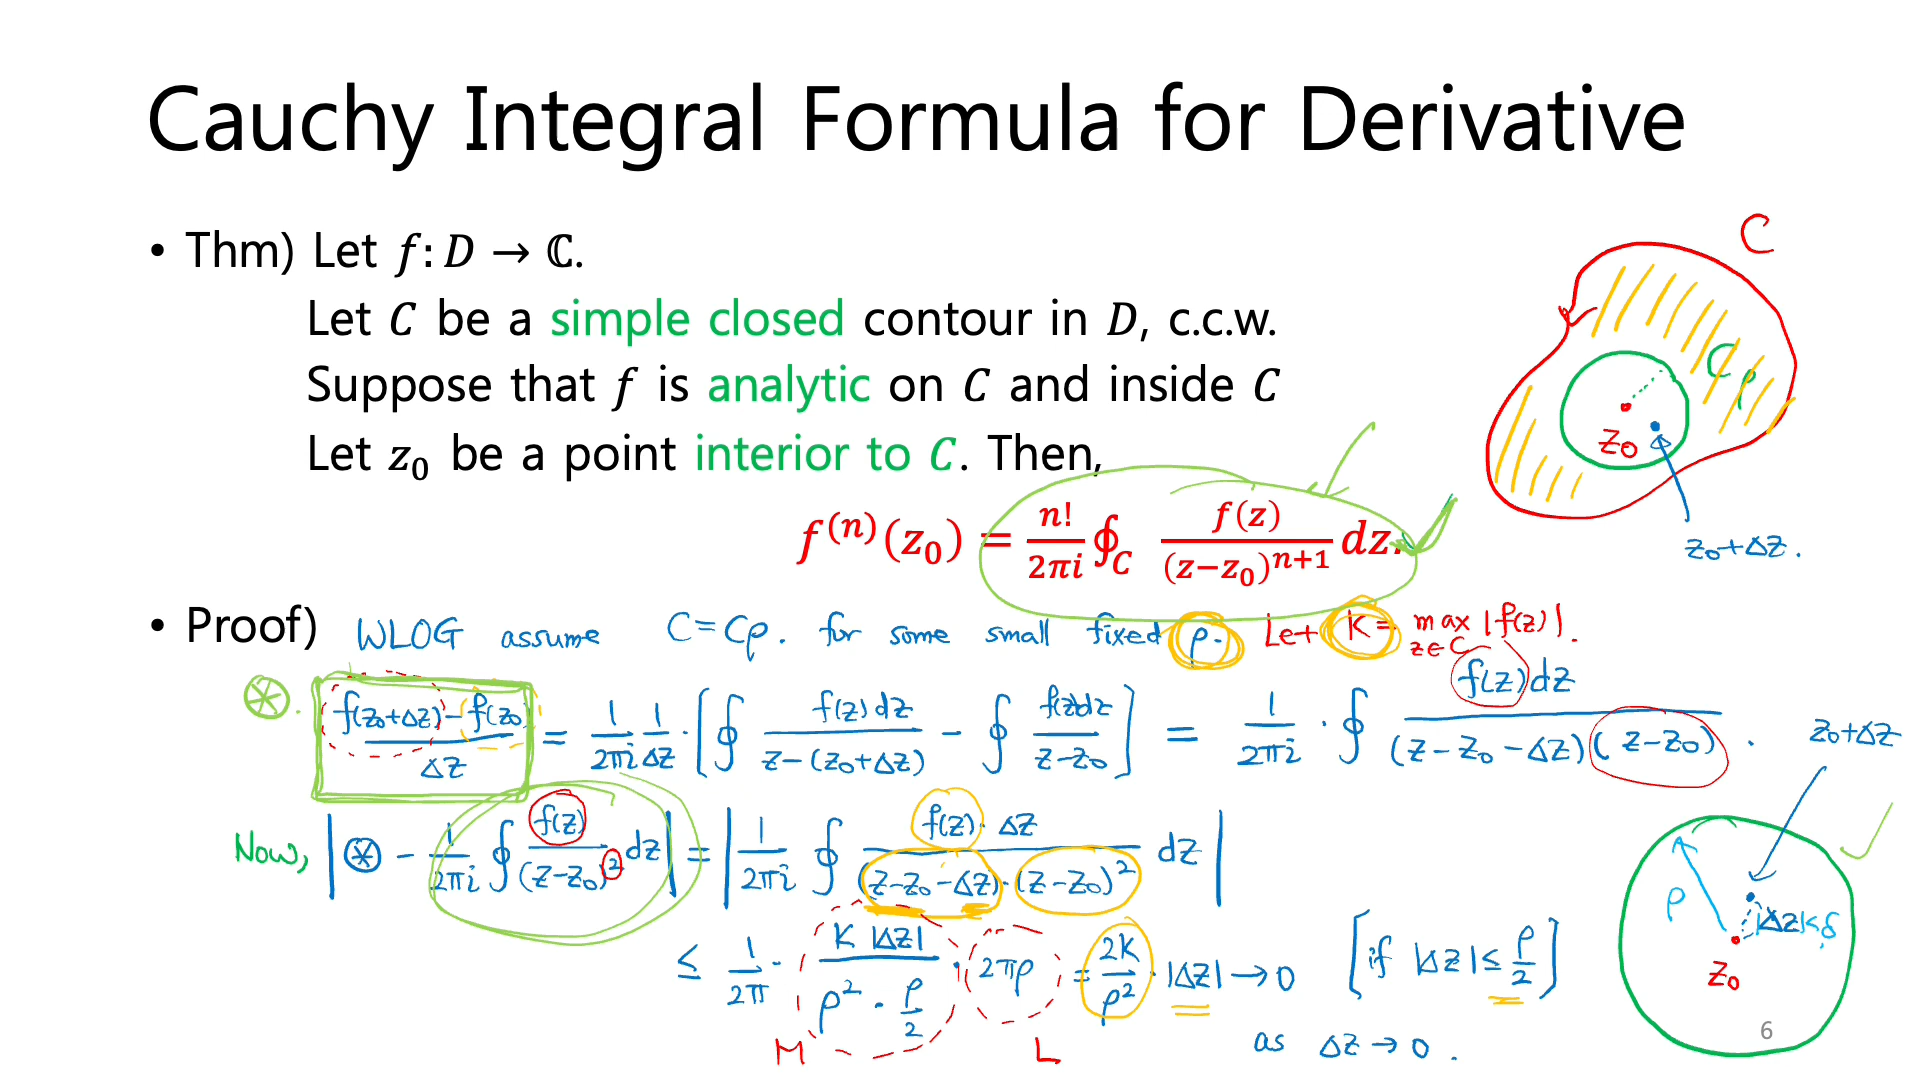 Cauchy Integral Formula for Derivative
• Thm) Let f: D → ℂ.
Let C be a simple closed contour in D, c.c.w.
Suppose that f is analytic on C and inside C
Let z₀ be a point interior to C. Then,
f⁽ⁿ⁾(z₀) = n!/(2πi) ∮_C f(z)/(z−z₀)ⁿ⁺¹ dz.
C
Cρ
z₀
z₀+Δz.
• Proof) WLOG assume C = Cρ. for some small fixed ρ. Let K = max_{z∈C} |f(z)|.
⊛. (f(z₀+Δz) − f(z₀))/Δz = 1/(2πi) 1/Δz · [∮ f(z)dz/(z−(z₀+Δz)) − ∮ f(z)dz/(z−z₀)] = 1/(2πi) · ∮ f(z)dz/((z−z₀−Δz)(z−z₀)).
Now, |⊛ − 1/(2πi) ∮ f(z)/(z−z₀)² dz| = |1/(2πi) ∮ f(z)·Δz/((z−z₀−Δz)·(z−z₀)²) dz|
≤ 1/(2π) · K|Δz|/(ρ²·ρ/2) · 2πρ = 2K/ρ² · |Δz| → 0 [if |Δz| ≤ ρ/2]
M L as Δz → 0.
z₀+Δz
ρ
|Δz|<δ
z₀
6